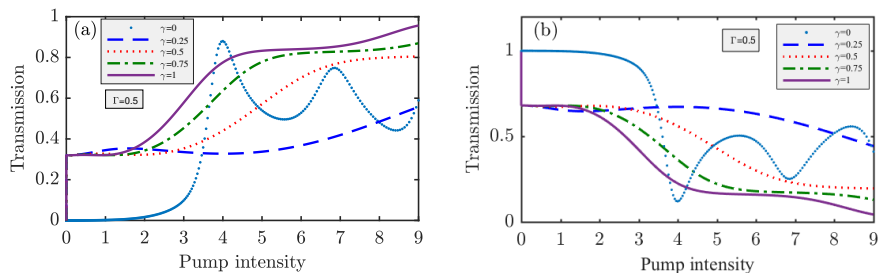 (a)
γ=0
γ=0.25
γ=0.5
γ=0.75
γ=1
Γ=0.5
Transmission
1
0.8
0.6
0.4
0.2
0
0 1 2 3 4 5 6 7 8 9
Pump intensity
(b)
Γ=0.5
γ=0
γ=0.25
γ=0.5
γ=0.75
γ=1
Transmission
1
0.5
0
0 1 2 3 4 5 6 7 8 9
Pump intensity